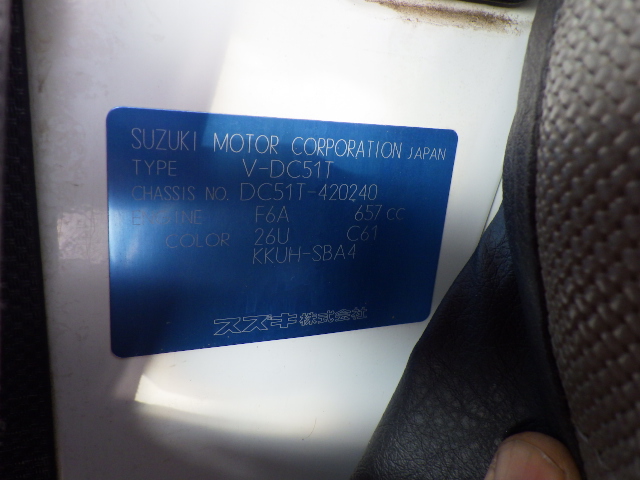 SUZUKI MOTOR CORPORATION JAPAN
TYPE V-DC51T
CHASSIS NO. DC51T-420240
ENGINE F6A 657 CC
COLOR 26U C61
KKUH-SBA4
スズキ株式会社